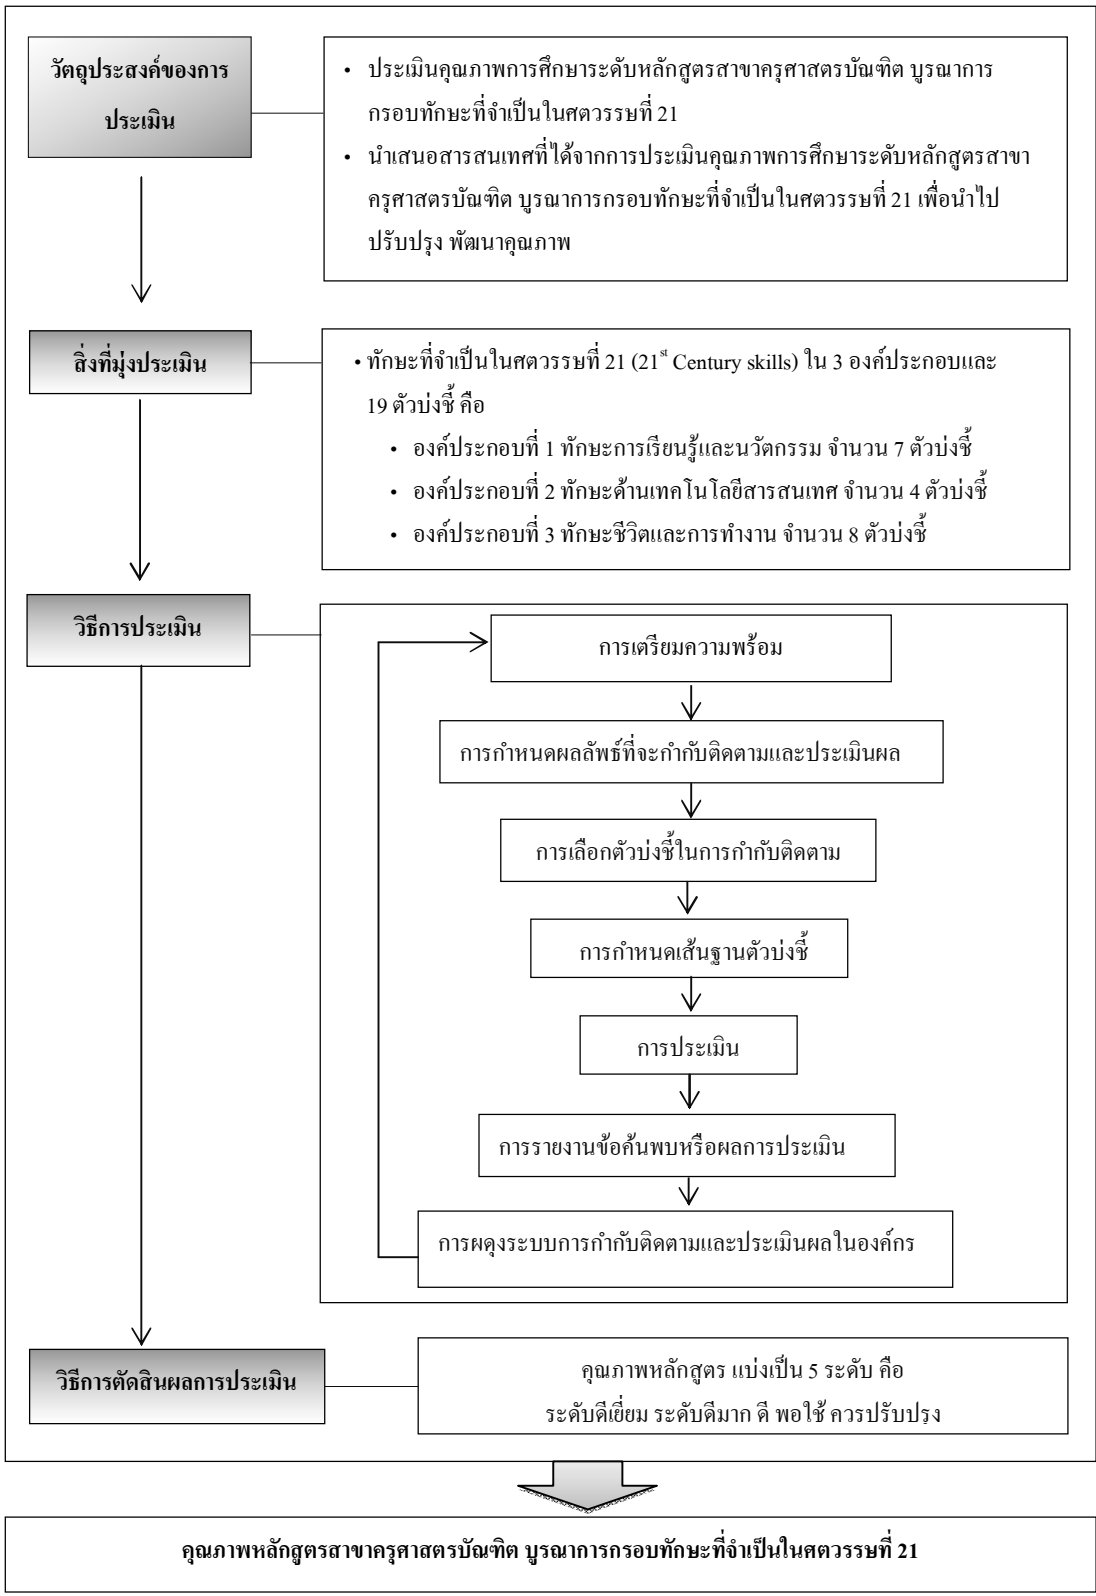 วัตถุประสงค์ของการ
ประเมิน
• ประเมินคุณภาพการศึกษาระดับหลักสูตรสาขาครุศาสตรบัณฑิต บูรณาการ
กรอบทักษะที่จำเป็นในศตวรรษที่ 21
• นำเสนอสารสนเทศที่ได้จากการประเมินคุณภาพการศึกษาระดับหลักสูตรสาขา
ครุศาสตรบัณฑิต บูรณาการกรอบทักษะที่จำเป็นในศตวรรษที่ 21 เพื่อนำไป
ปรับปรุง พัฒนาคุณภาพ
สิ่งที่มุ่งประเมิน
• ทักษะที่จำเป็นในศตวรรษที่ 21 (21st Century skills) ใน 3 องค์ประกอบและ
19 ตัวบ่งชี้ คือ
• องค์ประกอบที่ 1 ทักษะการเรียนรู้และนวัตกรรม จำนวน 7 ตัวบ่งชี้
• องค์ประกอบที่ 2 ทักษะด้านเทคโนโลยีสารสนเทศ จำนวน 4 ตัวบ่งชี้
• องค์ประกอบที่ 3 ทักษะชีวิตและการทำงาน จำนวน 8 ตัวบ่งชี้
วิธีการประเมิน
การเตรียมความพร้อม
การกำหนดผลลัพธ์ที่จะกำกับติดตามและประเมินผล
การเลือกตัวบ่งชี้ในการกำกับติดตาม
การกำหนดเส้นฐานตัวบ่งชี้
การประเมิน
การรายงานข้อค้นพบหรือผลการประเมิน
การผดุงระบบการกำกับติดตามและประเมินผลในองค์กร
วิธีการตัดสินผลการประเมิน
คุณภาพหลักสูตร แบ่งเป็น 5 ระดับ คือ
ระดับดีเยี่ยม ระดับดีมาก ดี พอใช้ ควรปรับปรุง
คุณภาพหลักสูตรสาขาครุศาสตรบัณฑิต บูรณาการกรอบทักษะที่จำเป็นในศตวรรษที่ 21